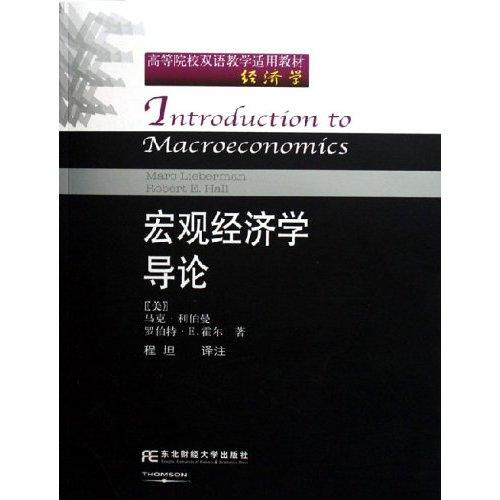 高等院校双语教学适用教材
经济学
Introduction to
Macroeconomics
Marc Lieberman
Robert E. Hall
宏观经济学
导论
[美]
马克·利伯曼
罗伯特·E.霍尔 著
程坦 译注
东北财经大学出版社
THOMSON